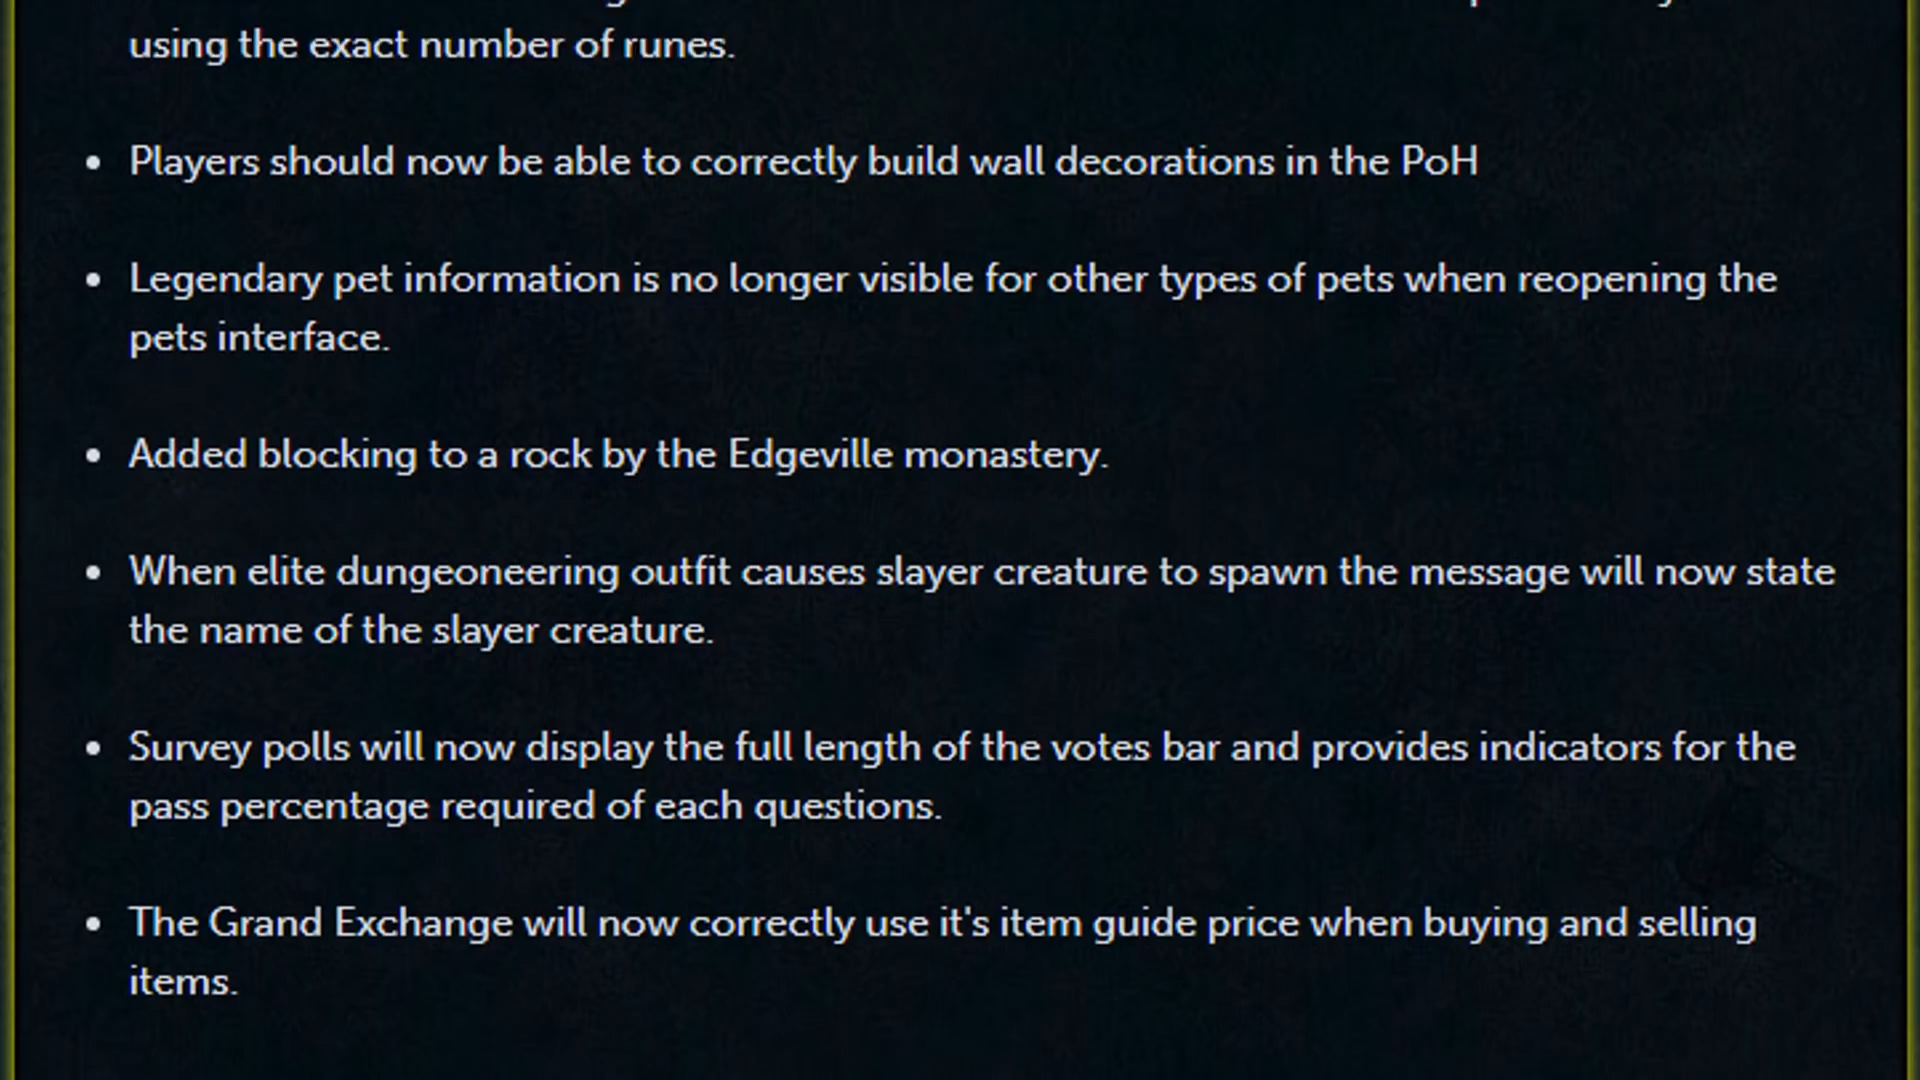 using the exact number of runes.
• Players should now be able to correctly build wall decorations in the PoH
• Legendary pet information is no longer visible for other types of pets when reopening the
pets interface.
• Added blocking to a rock by the Edgeville monastery.
• When elite dungeoneering outfit causes slayer creature to spawn the message will now state
the name of the slayer creature.
• Survey polls will now display the full length of the votes bar and provides indicators for the
pass percentage required of each questions.
• The Grand Exchange will now correctly use it's item guide price when buying and selling
items.